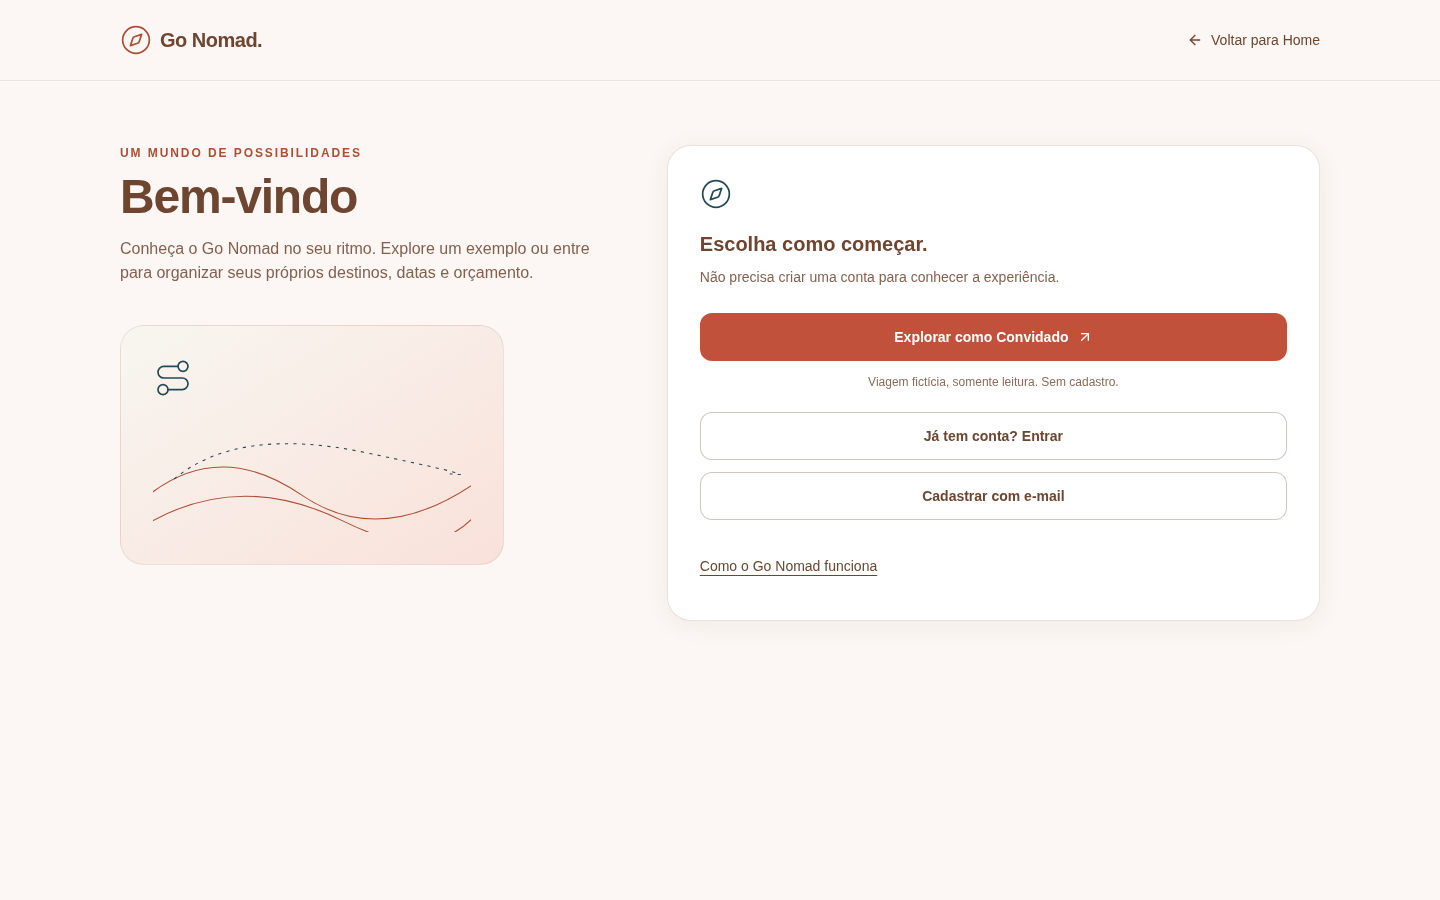 Go Nomad.
Voltar para Home
UM MUNDO DE POSSIBILIDADES
Bem-vindo
Conheça o Go Nomad no seu ritmo. Explore um exemplo ou entre
para organizar seus próprios destinos, datas e orçamento.
Escolha como começar.
Não precisa criar uma conta para conhecer a experiência.
Explorar como Convidado
Viagem fictícia, somente leitura. Sem cadastro.
Já tem conta? Entrar
Cadastrar com e-mail
Como o Go Nomad funciona